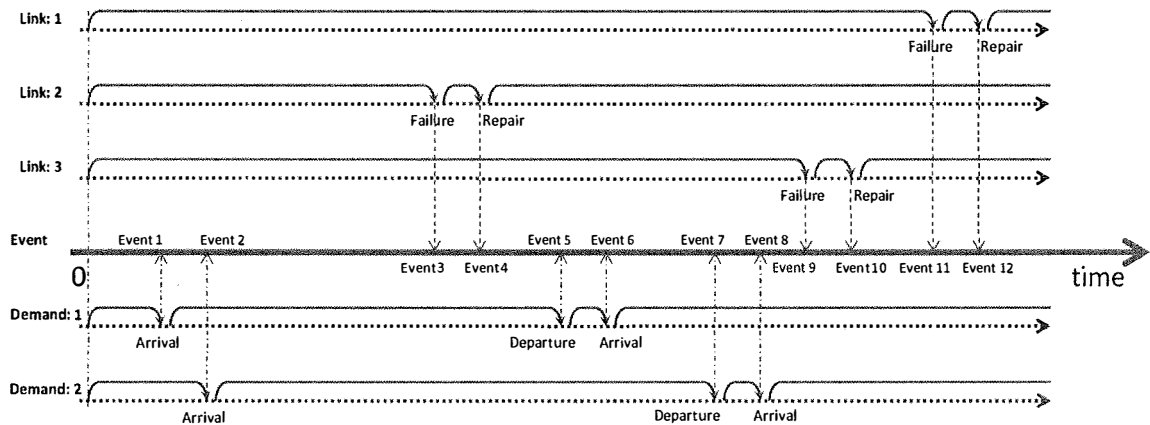 Link: 1
Failure Repair
Link: 2
Failure Repair
Link: 3
Failure Repair
Event Event 1 Event 2 Event 5 Event 6 Event 7 Event 8
0 Event3 Event4 Event 9 Event10 Event 11 Event 12
time
Demand: 1
Arrival Departure Arrival
Demand: 2
Arrival Departure Arrival